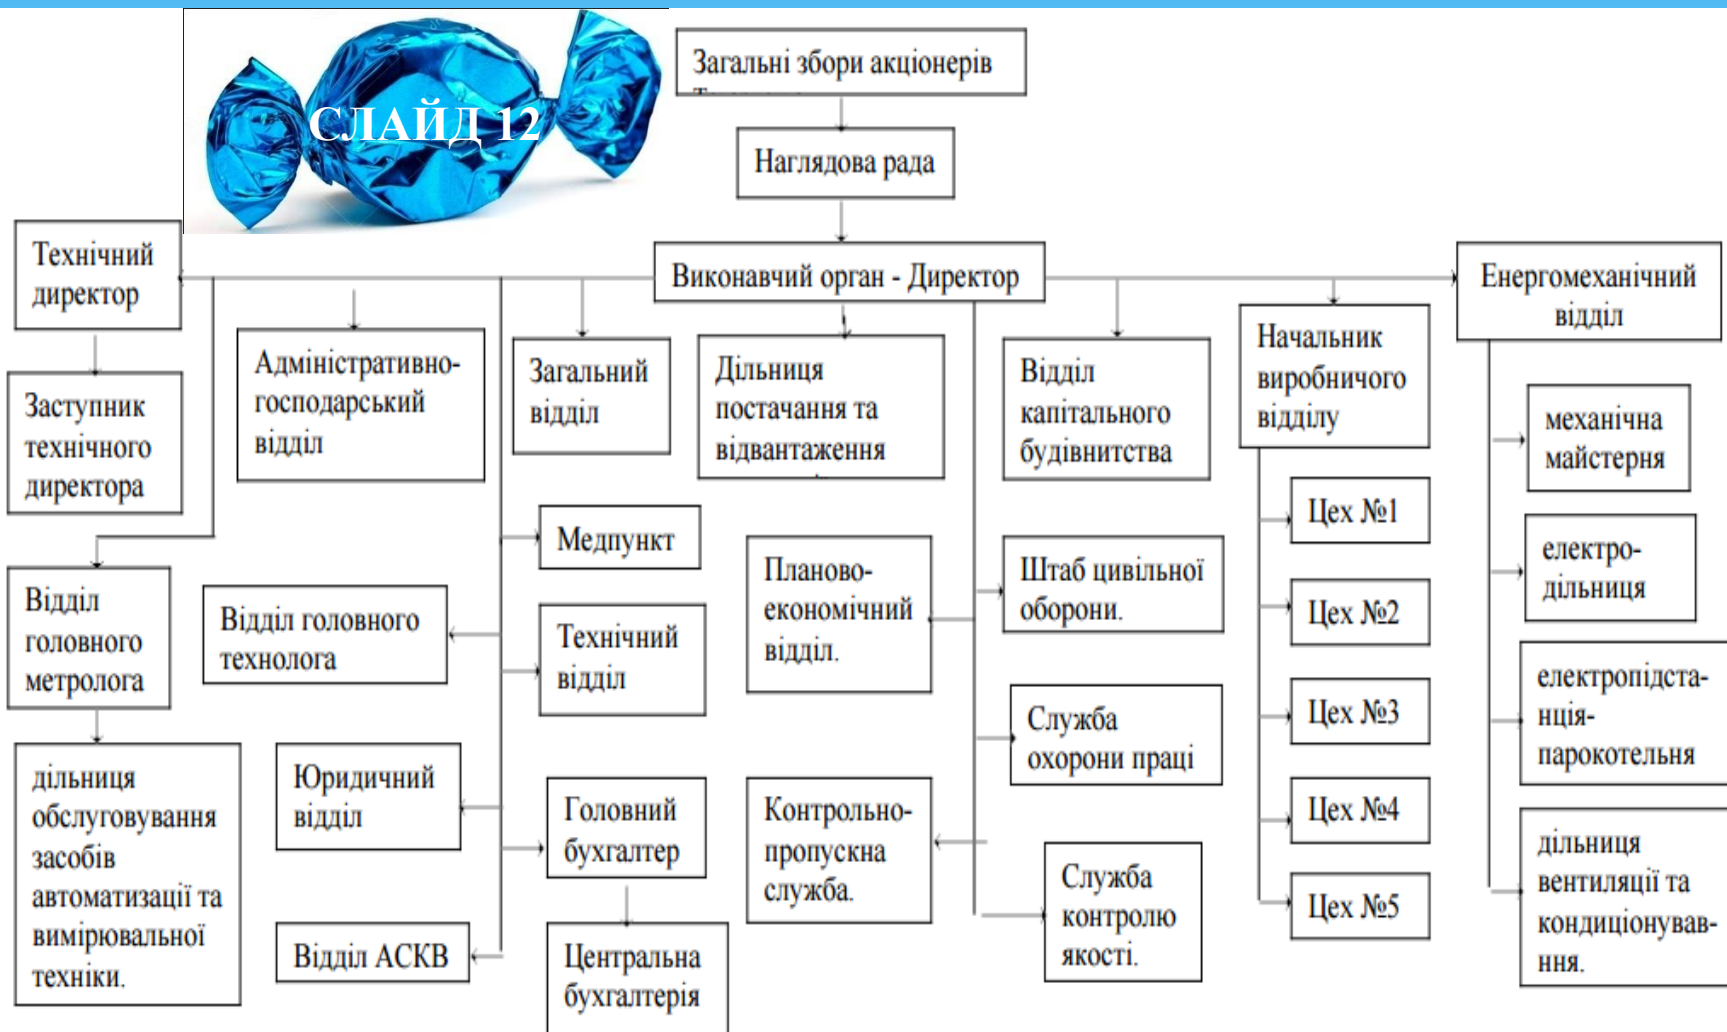 СЛАЙД 12
Загальні збори акціонерів
Наглядова рада
Виконавчий орган - Директор
Технічний
директор
Енергомеханічний
відділ
Заступник
технічного
директора
Адміністративно-
господарський
відділ
Загальний
відділ
Дільниця
постачання та
відвантаження
Відділ
капітального
будівнитства
Начальник
виробничого
відділу
механічна
майстерня
Цех №1
Медпункт
електро-
дільниця
Відділ
головного
метролога
Відділ головного
технолога
Технічний
відділ
Планово-
економічний
відділ.
Штаб цивільної
оборони.
Цех №2
електропідста-
нція-
парокотельня
Служба
охорони праці
Цех №3
дільниця
обслуговування
засобів
автоматизації та
вимірювальної
техніки.
Юридичний
відділ
Головний
бухгалтер
Контрольно-
пропускна
служба.
Цех №4
дільниця
вентиляції та
кондиціонував-
ння.
Служба
контролю
якості.
Цех №5
Відділ АСКВ
Центральна
бухгалтерія